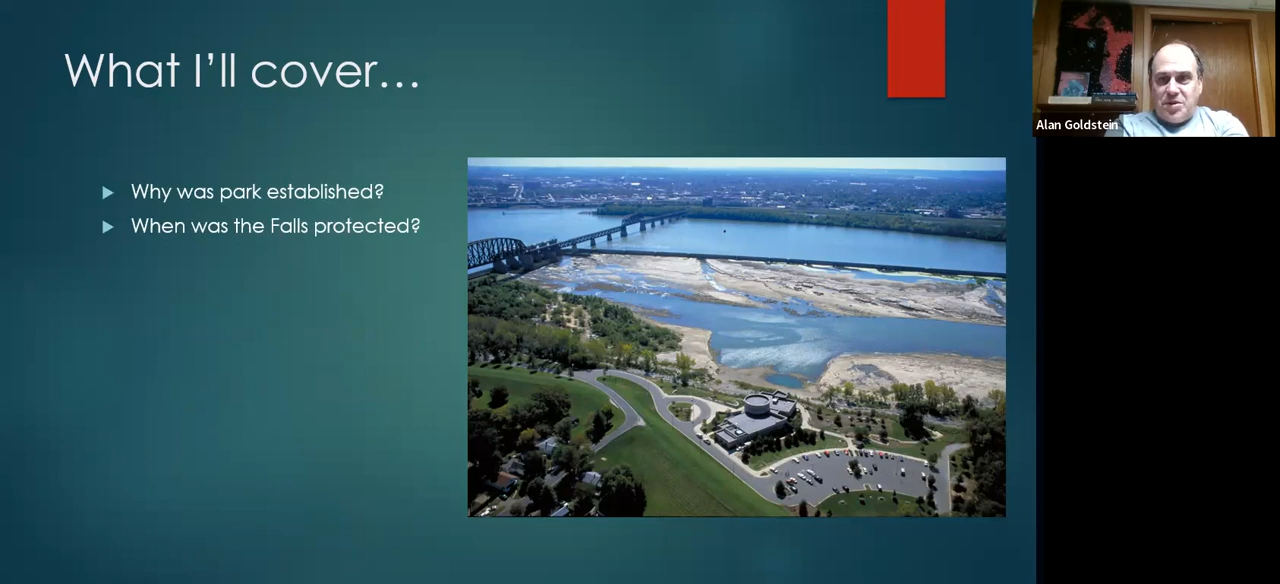 What I'll cover…
Why was park established?
When was the Falls protected?
Alan Goldstein